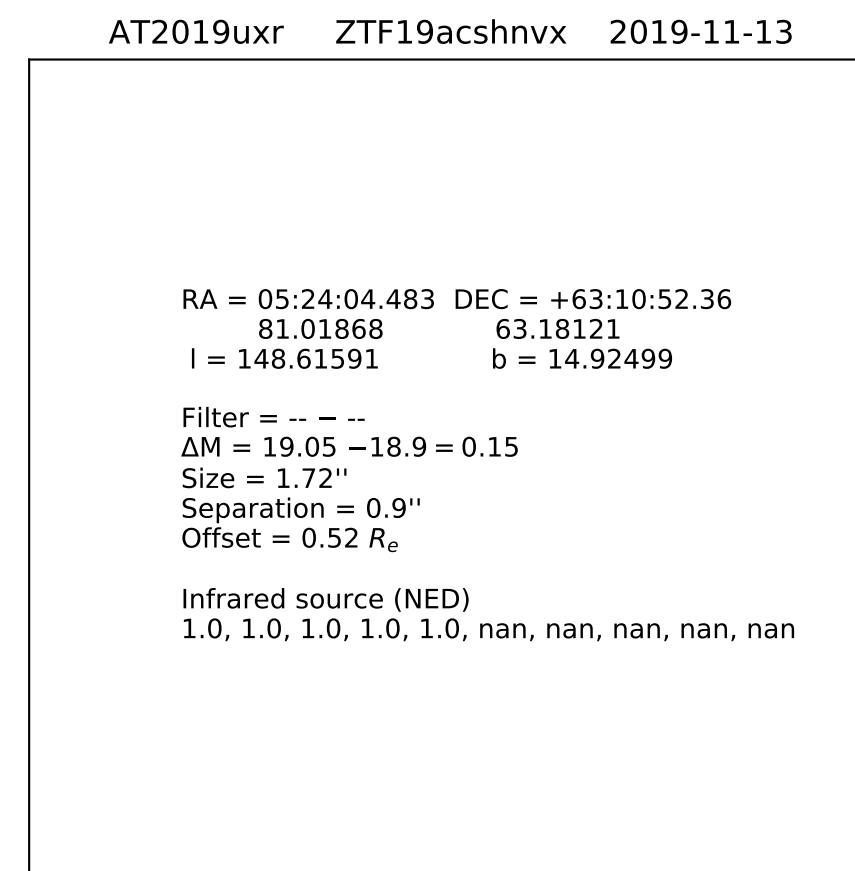 AT2019uxr ZTF19acshnvx 2019-11-13
RA = 05:24:04.483 DEC = +63:10:52.36
81.01868 63.18121
l = 148.61591 b = 14.92499
Filter = -- − --
ΔM = 19.05 −18.9 = 0.15
Size = 1.72''
Separation = 0.9''
Offset = 0.52 Re
Infrared source (NED)
1.0, 1.0, 1.0, 1.0, 1.0, nan, nan, nan, nan, nan